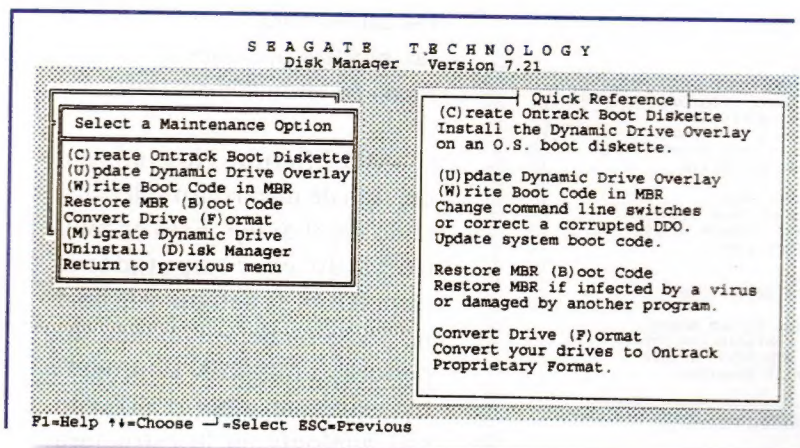 SEAGATE TECHNOLOGY
Disk Manager Version 7.21
Select a Maintenance Option
(C)reate Ontrack Boot Diskette
(U)pdate Dynamic Drive Overlay
(W)rite Boot Code in MBR
Restore MBR (B)oot Code
Convert Drive (F)ormat
(M)igrate Dynamic Drive
Uninstall (D)isk Manager
Return to previous menu
Quick Reference
(C)reate Ontrack Boot Diskette
Install the Dynamic Drive Overlay
on an O.S. boot diskette.
(U)pdate Dynamic Drive Overlay
(W)rite Boot Code in MBR
Change command line switches
or correct a corrupted DDO.
Update system boot code.
Restore MBR (B)oot Code
Restore MBR if infected by a virus
or damaged by another program.
Convert Drive (F)ormat
Convert your drives to Ontrack
Proprietary Format.
F1=Help ↑↓=Choose ─┘=Select ESC=Previous